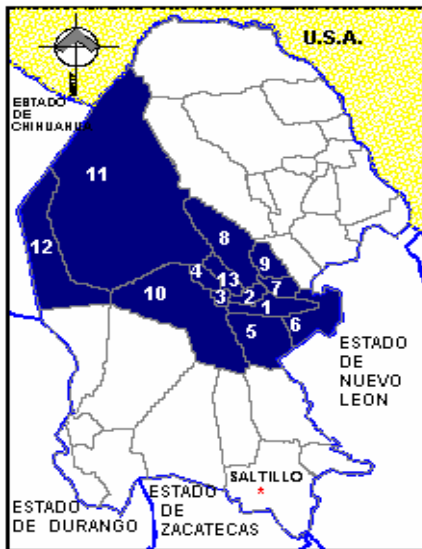 U.S.A.
ESTADO
DE
CHIHUAHUA
11
8
12
9
4
13
7
10
3
2
1
5
6
ESTADO
DE
NUEVO
LEON
SALTILLO
*
ESTADO
DE DURANGO
ESTADO
DE
ZACATECAS